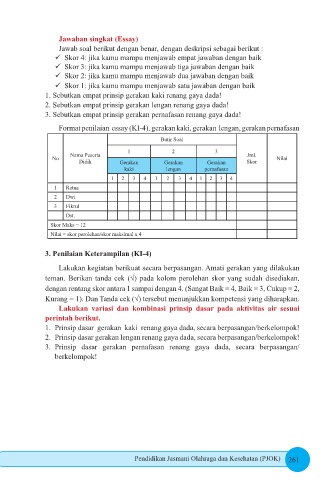 Jawaban singkat (Essay)
Jawab soal berikut dengan benar, dengan deskripsi sebagai berikut :
✓ Skor 4: jika kamu mampu menjawab empat jawaban dengan baik
✓ Skor 3: jika kamu mampu menjawab tiga jawaban dengan baik
✓ Skor 2: jika kamu mampu menjawab dua jawaban dengan baik
✓ Skor 1: jika kamu mampu menjawab satu jawaban dengan baik
1. Sebutkan empat prinsip gerakan kaki renang gaya dada!
2. Sebutkan empat prinsip gerakan lengan renang gaya dada!
3. Sebutkan empat prinsip gerakan pernafasan renang gaya dada!
Format penilaian essay (KI-4), gerakan kaki, gerakan lengan, gerakan pernafasan
Butir Soal
1 2 3
No Nama Peserta Didik Jml. Skor Nilai
Gerakan kaki Gerakan lengan Gerakan pernafasan
1 2 3 4 1 2 3 4 1 2 3 4
1 Retna
2 Dwi
3
Dst.
Skor Maks = 12
Nilai = skor perolehan/skor maksimal x 4
3. Penilaian Keterampilan (KI-4)
Lakukan kegiatan berikuat secara berpasangan. Amati gerakan yang dilakukan
teman. Berikan tanda cek (√) pada kolom perolehan skor yang sudah disediakan,
dengan rentang skor antara 1 sampai dengan 4. (Sangat Baik = 4, Baik = 3, Cukup = 2,
Kurang = 1). Dan Tanda cek (√) tersebut menunjukkan kompetensi yang diharapkan.
Lakukan variasi dan kombinasi prinsip dasar pada aktivitas air sesuai
perintah berikut.
1. Prinsip dasar gerakan kaki renang gaya dada, secara berpasangan/berkelompok!
2. Prinsip dasar gerakan lengan renang gaya dada, secara berpasangan/berkelompok!
3. Prinsip dasar gerakan pernafasan renang gaya dada, secara berpasangan/
berkelompok!
Pendidikan Jasmani Olahraga dan Kesehatan (PJOK) 261